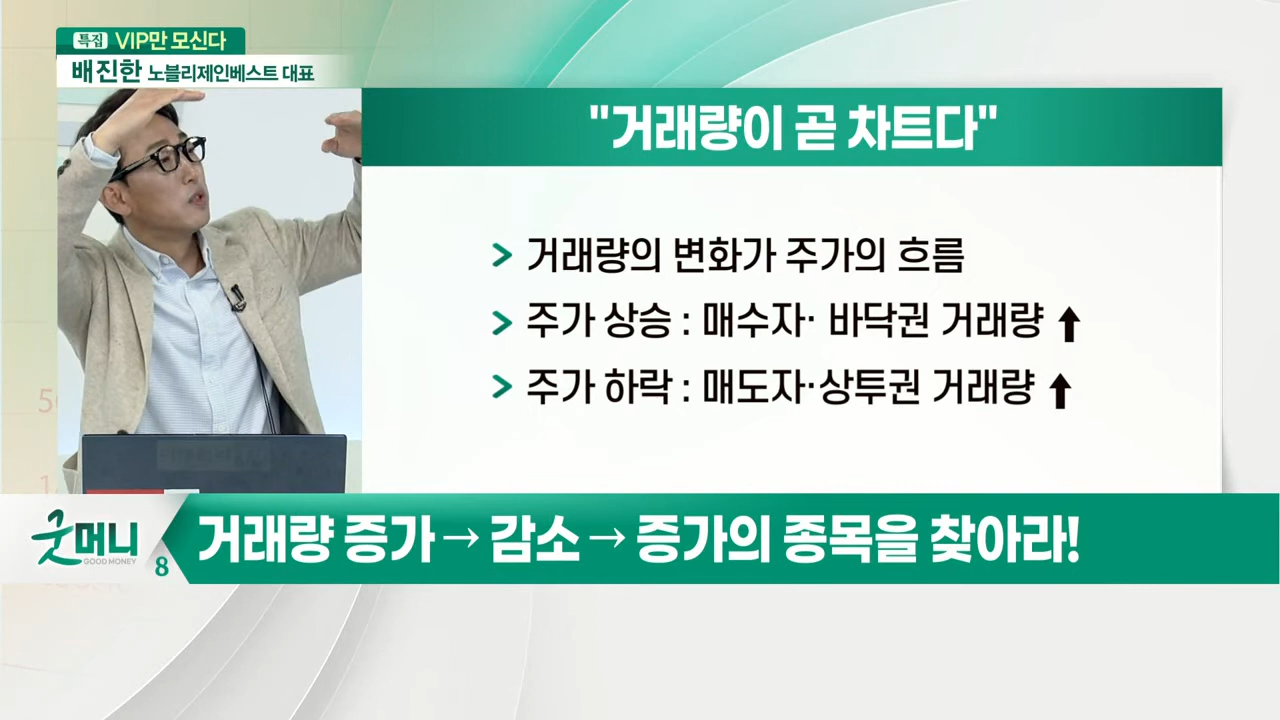 특집 VIP만 모신다
배진한 노블리제인베스트 대표
"거래량이 곧 차트다"
> 거래량의 변화가 주가의 흐름
> 주가 상승 : 매수자· 바닥권 거래량 ⬆
> 주가 하락 : 매도자·상투권 거래량 ⬆
굿머니
GOOD MONEY
8
거래량 증가→감소→증가의 종목을 찾아라!